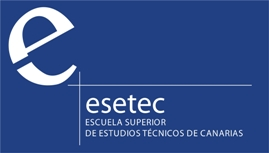 e
esetec
ESCUELA SUPERIOR
DE ESTUDIOS TÉCNICOS DE CANARIAS